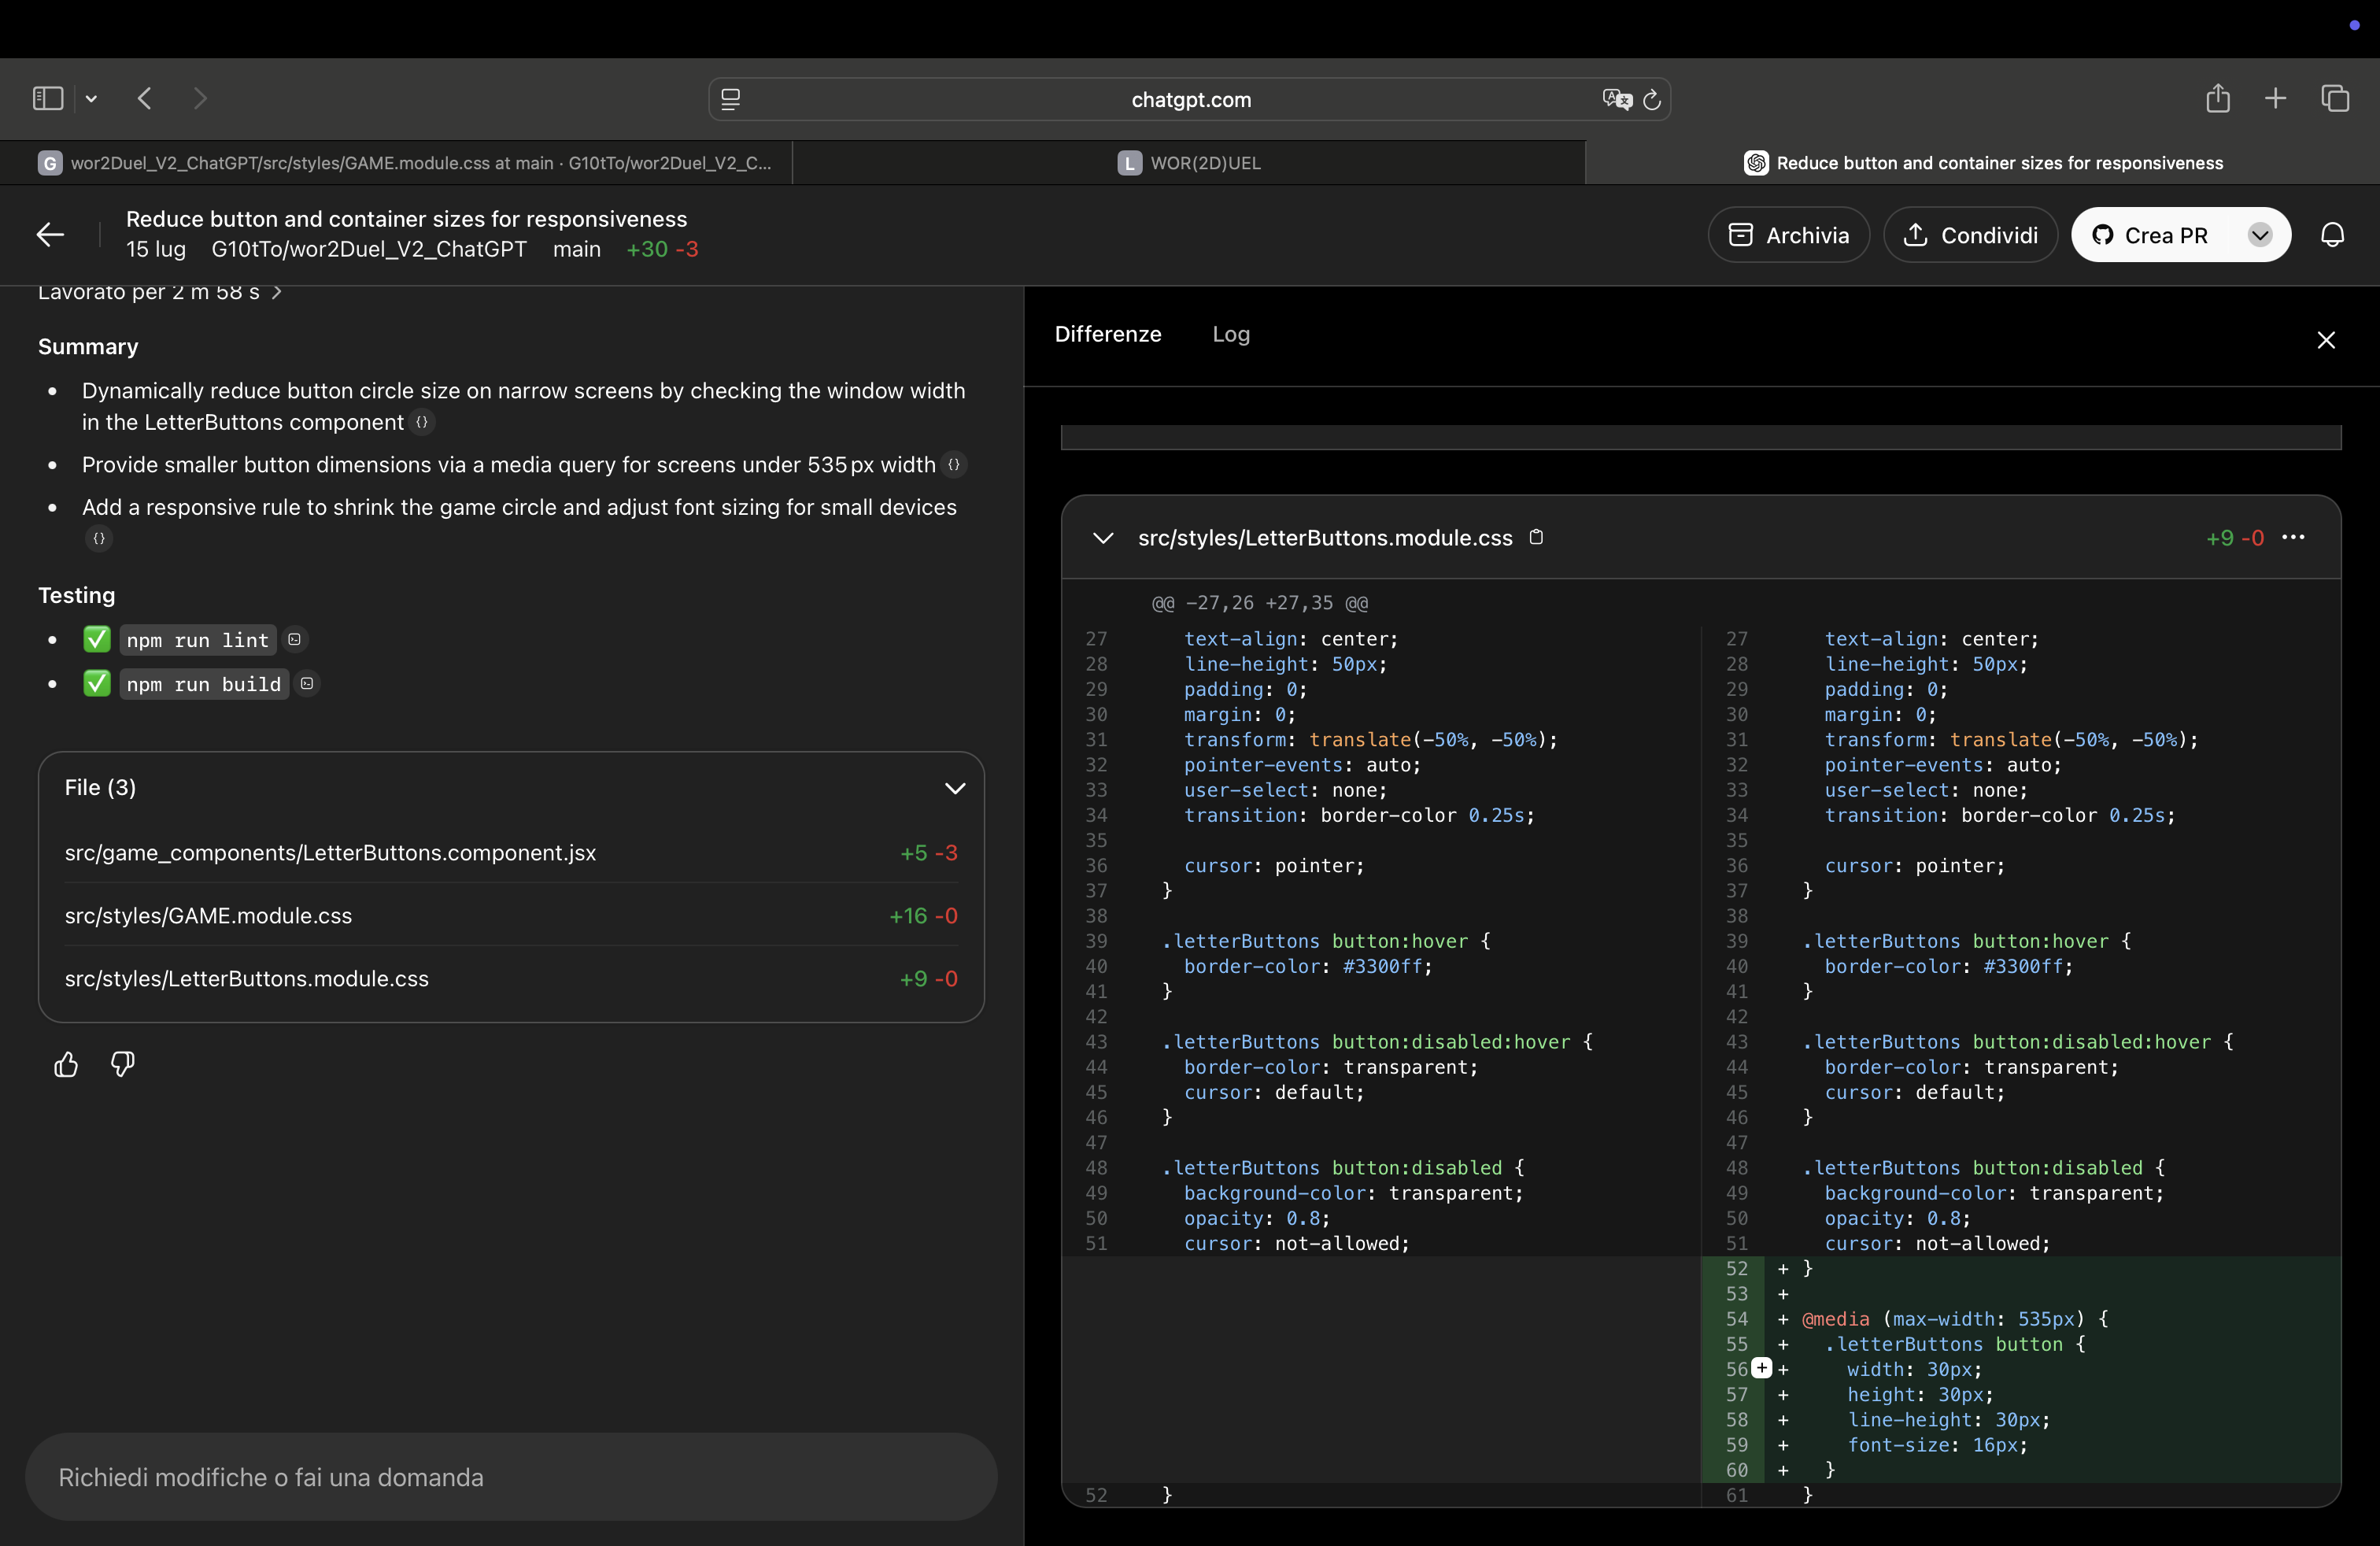 chatgpt.com
G wor2Duel_V2_ChatGPT/src/styles/GAME.module.css at main · G10tTo/wor2Duel_V2_C...
L WOR(2D)UEL
Reduce button and container sizes for responsiveness
Reduce button and container sizes for responsiveness
15 lug G10tTo/wor2Duel_V2_ChatGPT main +30 -3
Archivia
Condividi
Crea PR
Lavorato per 2 m 58 s
Summary
• Dynamically reduce button circle size on narrow screens by checking the window width
in the LetterButtons component {}
• Provide smaller button dimensions via a media query for screens under 535 px width {}
• Add a responsive rule to shrink the game circle and adjust font sizing for small devices
{}
Testing
• ✅ npm run lint
• ✅ npm run build
File (3)
src/game_components/LetterButtons.component.jsx +5 -3
src/styles/GAME.module.css +16 -0
src/styles/LetterButtons.module.css +9 -0
Richiedi modifiche o fai una domanda
Differenze Log
src/styles/LetterButtons.module.css +9 -0
@@ -27,26 +27,35 @@
27 text-align: center;
28 line-height: 50px;
29 padding: 0;
30 margin: 0;
31 transform: translate(-50%, -50%);
32 pointer-events: auto;
33 user-select: none;
34 transition: border-color 0.25s;
35
36 cursor: pointer;
37 }
38
39 .letterButtons button:hover {
40 border-color: #3300ff;
41 }
42
43 .letterButtons button:disabled:hover {
44 border-color: transparent;
45 cursor: default;
46 }
47
48 .letterButtons button:disabled {
49 background-color: transparent;
50 opacity: 0.8;
51 cursor: not-allowed;
52 }
27 text-align: center;
28 line-height: 50px;
29 padding: 0;
30 margin: 0;
31 transform: translate(-50%, -50%);
32 pointer-events: auto;
33 user-select: none;
34 transition: border-color 0.25s;
35
36 cursor: pointer;
37 }
38
39 .letterButtons button:hover {
40 border-color: #3300ff;
41 }
42
43 .letterButtons button:disabled:hover {
44 border-color: transparent;
45 cursor: default;
46 }
47
48 .letterButtons button:disabled {
49 background-color: transparent;
50 opacity: 0.8;
51 cursor: not-allowed;
52 + }
53 +
54 + @media (max-width: 535px) {
55 + .letterButtons button {
56 + width: 30px;
57 + height: 30px;
58 + line-height: 30px;
59 + font-size: 16px;
60 + }
61 }